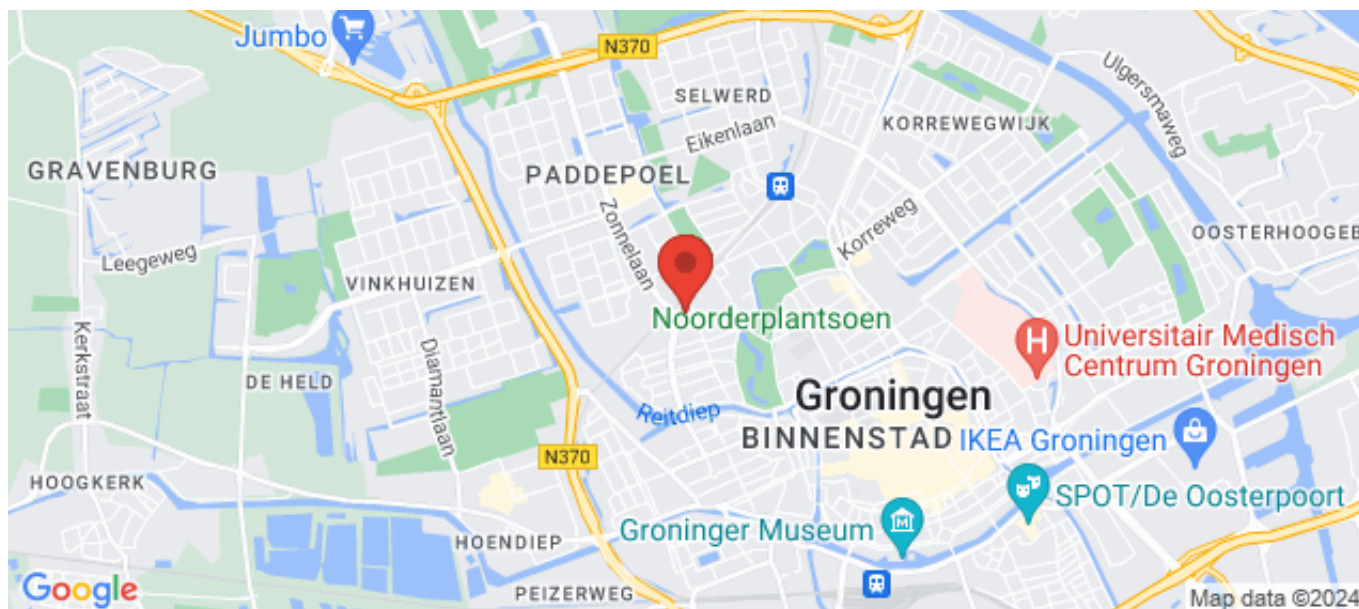 Jumbo
N370
Ulgersmaweg
SELWERD
KORREWEGWIJK
Eikenlaan
GRAVENBURG
PADDEPOEL
Zonnelaan
Korreweg
OOSTERHOOGEB
Leegeweg
VINKHUIZEN
Noorderplantsoen
Universitair Medisch
Centrum Groningen
Kerkstraat
Diamantlaan
DE HELD
Groningen
Reitdiep
BINNENSTAD
IKEA Groningen
N370
HOOGKERK
SPOT/De Oosterpoort
Groninger Museum
HOENDIEP
PEIZERWEG
Google
Map data ©2024